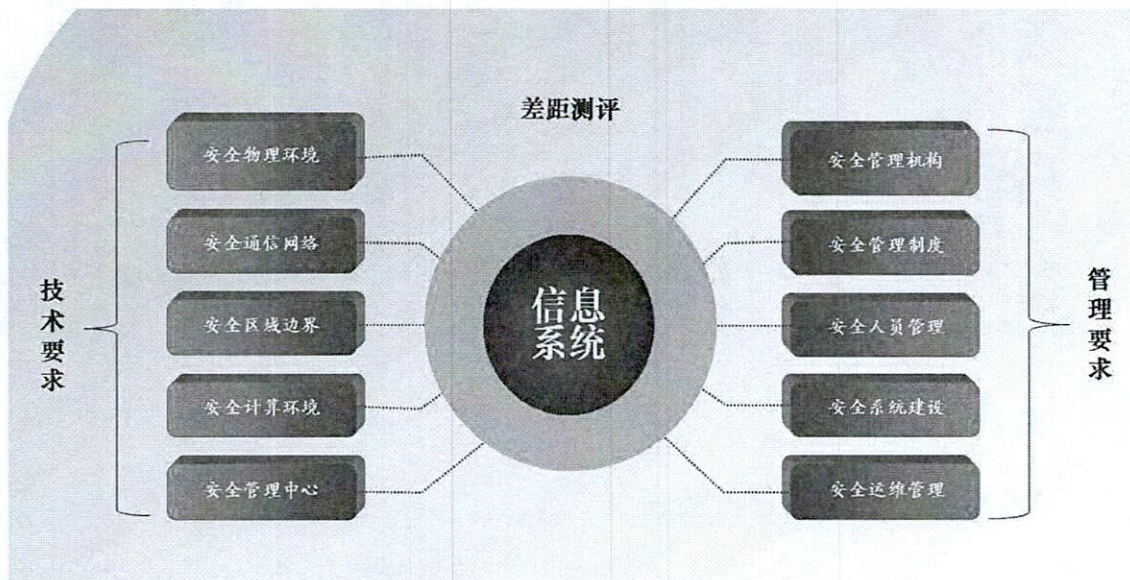 差距测评
技术要求
安全物理环境
安全通信网络
安全区域边界
安全计算环境
安全管理中心
信息
系统
安全管理机构
安全管理制度
安全人员管理
安全系统建设
安全运维管理
管理要求